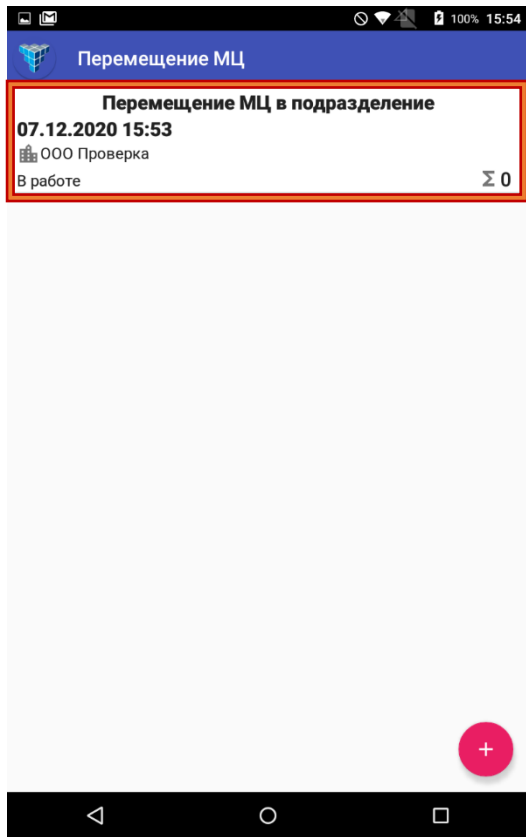 100% 15:54
Перемещение МЦ
Перемещение МЦ в подразделение
07.12.2020 15:53
ООО Проверка
В работе Σ 0
+